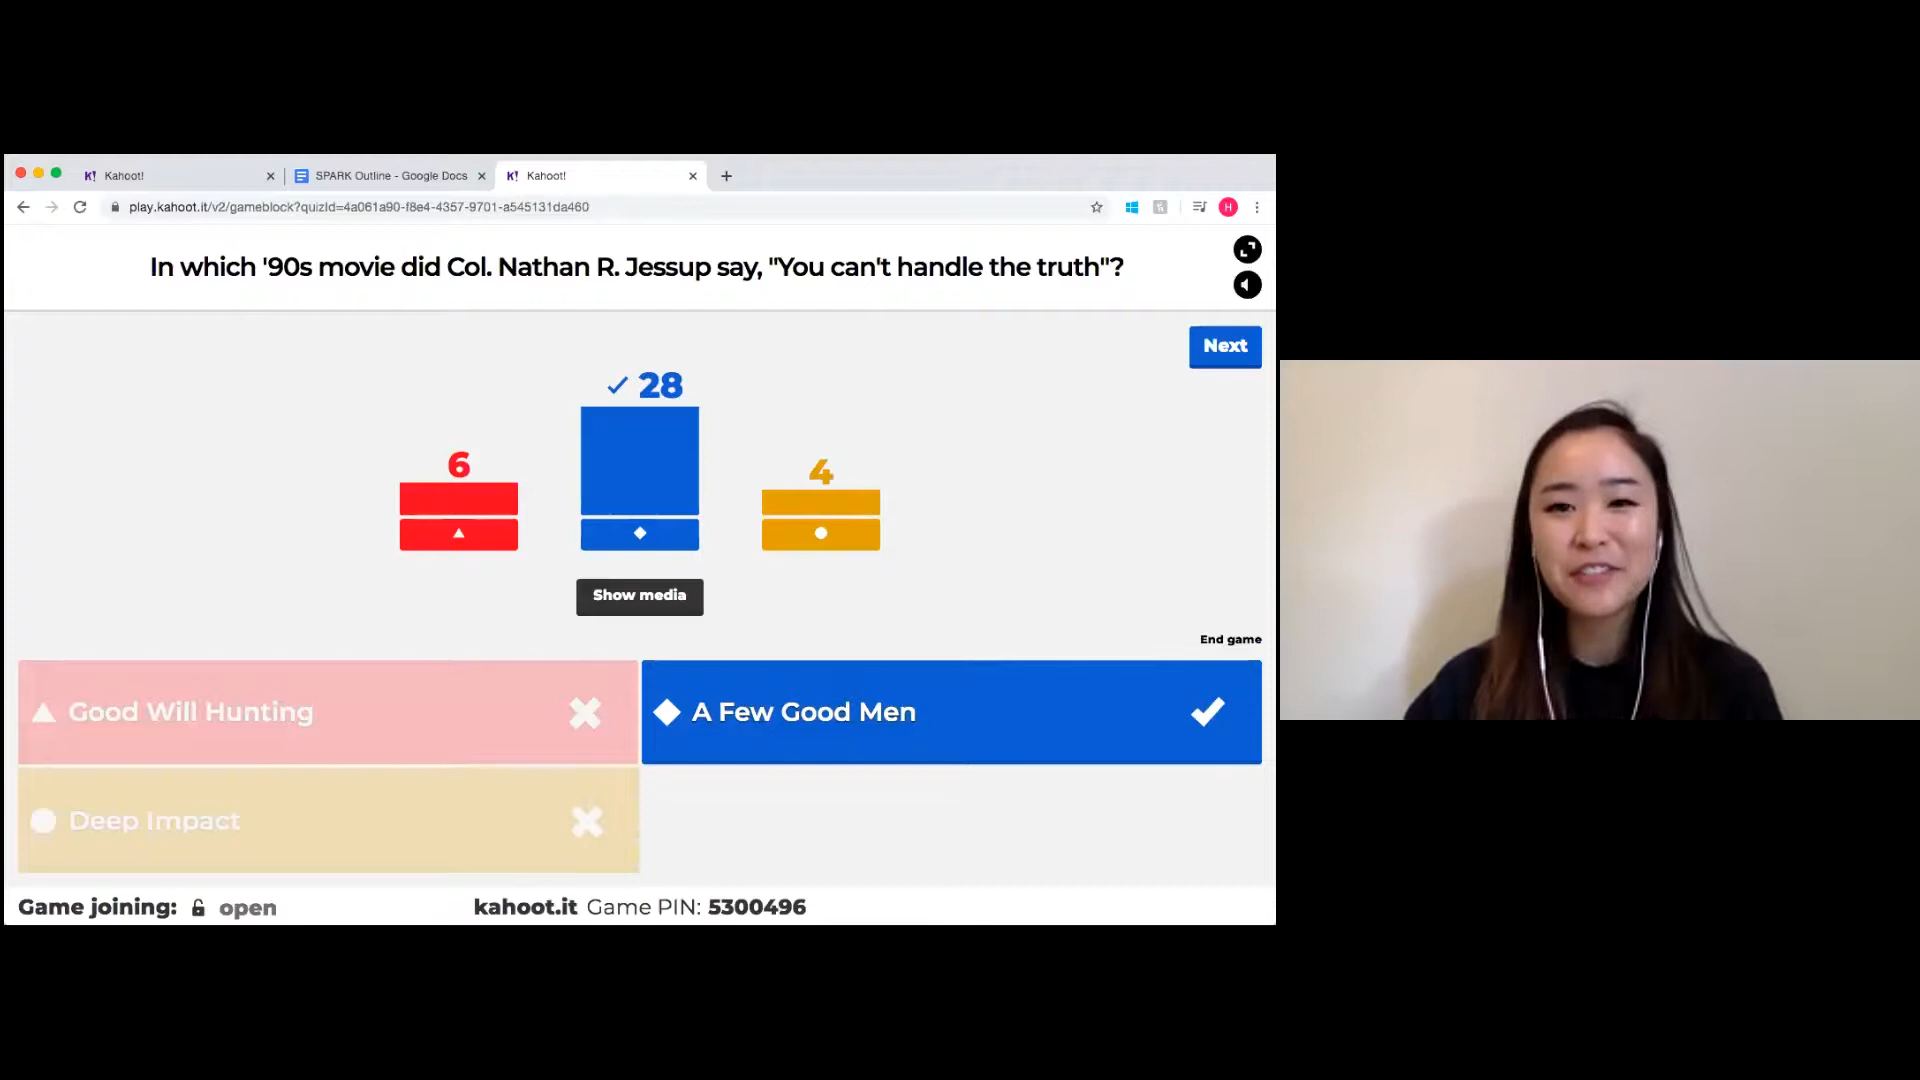 K! Kahoot!
SPARK Outline - Google Docs
K! Kahoot!
play.kahoot.it/v2/gameblock?quizId=4a061a90-f8e4-4357-9701-a545131da460
H
In which '90s movie did Col. Nathan R. Jessup say, "You can't handle the truth"?
Next
28
6
4
Show media
End game
Good Will Hunting
A Few Good Men
Deep Impact
Game joining: open
kahoot.it Game PIN: 5300496